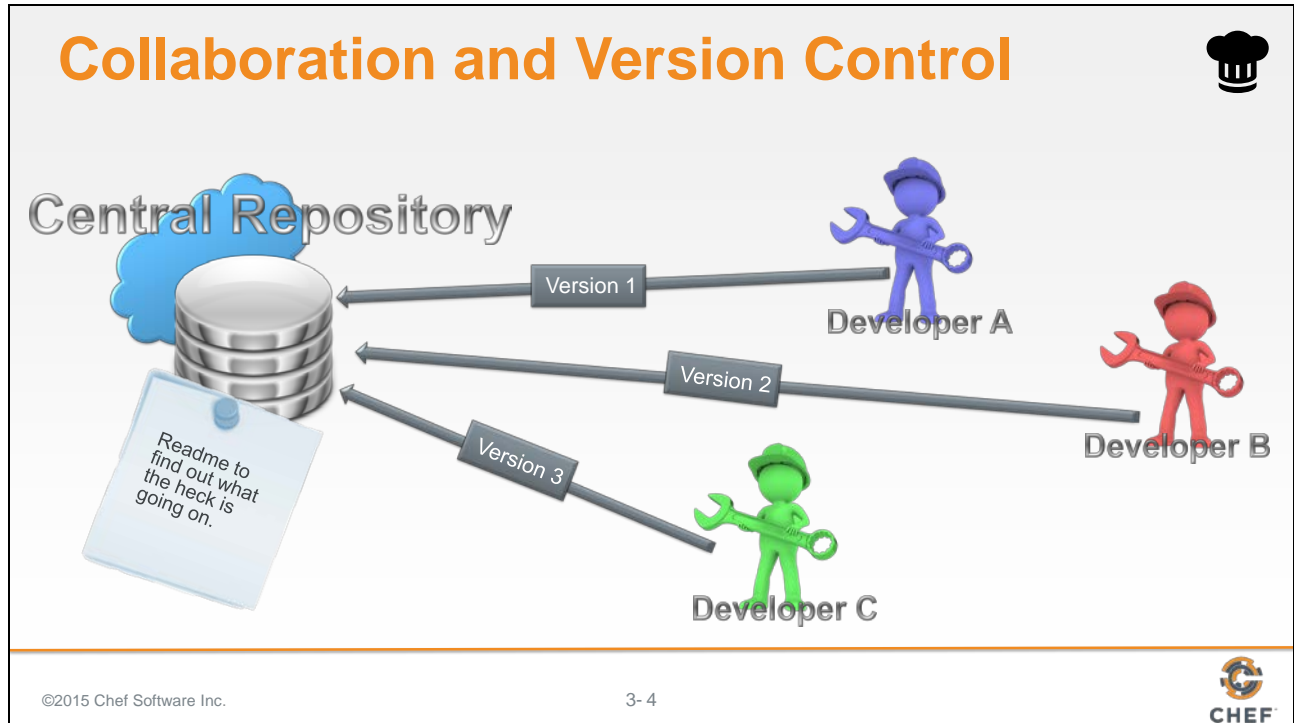 Collaboration and Version Control
Central Repository
Version 1
Developer A
Version 2
Developer B
Version 3
Readme to
find out what
the heck is
going on.
Developer C
©2015 Chef Software Inc.
3- 4
CHEF